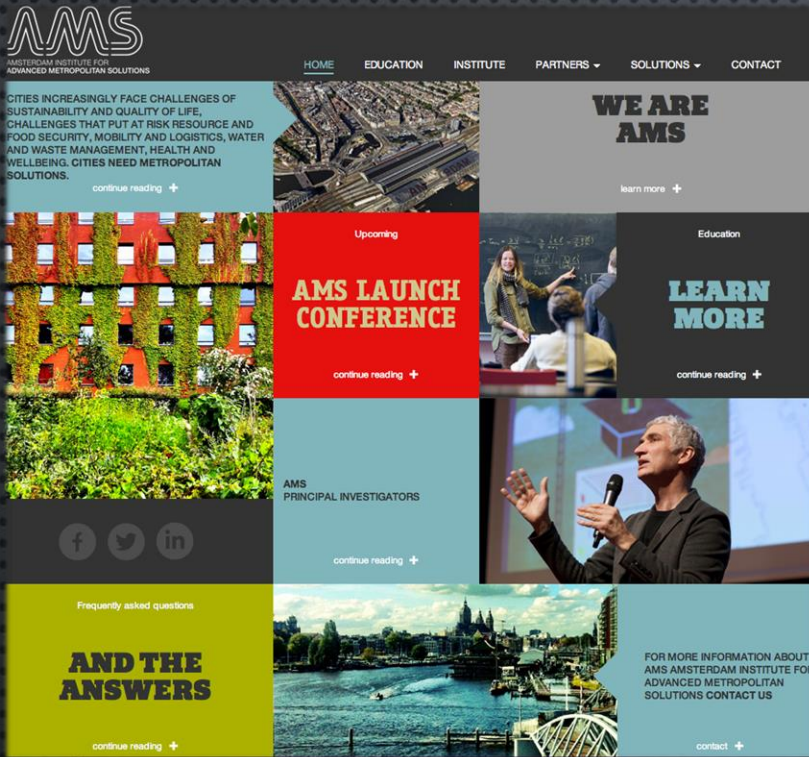 AMS
AMSTERDAM INSTITUTE FOR
ADVANCED METROPOLITAN SOLUTIONS
HOME EDUCATION INSTITUTE PARTNERS SOLUTIONS CONTACT
CITIES INCREASINGLY FACE CHALLENGES OF
SUSTAINABILITY AND QUALITY OF LIFE,
CHALLENGES THAT PUT AT RISK RESOURCE AND
FOOD SECURITY, MOBILITY AND LOGISTICS, WATER
AND WASTE MANAGEMENT, HEALTH AND
WELLBEING. CITIES NEED METROPOLITAN
SOLUTIONS.
continue reading +
WE ARE
AMS
learn more +
Upcoming
AMS LAUNCH
CONFERENCE
continue reading +
Education
LEARN
MORE
continue reading +
AMS
PRINCIPAL INVESTIGATORS
continue reading +
f in
Frequently asked questions
AND THE
ANSWERS
continue reading +
FOR MORE INFORMATION ABOUT
AMS AMSTERDAM INSTITUTE FO
ADVANCED METROPOLITAN
SOLUTIONS CONTACT US
contact +